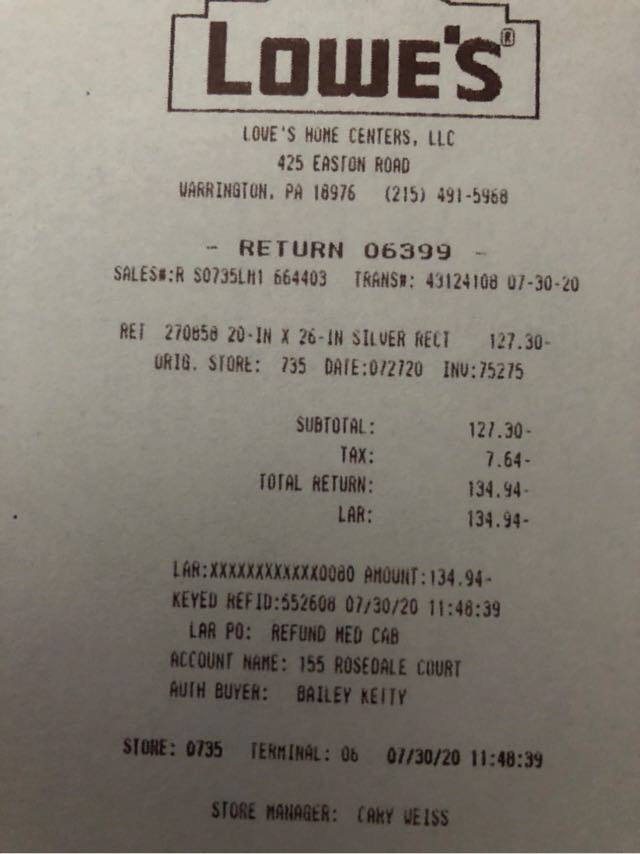 LOWE'S®
LOWE'S HOME CENTERS, LLC
425 EASTON ROAD
WARRINGTON, PA 18976 (215) 491-5968
- RETURN 06399 -
SALES#:R S0735LM1 664403 TRANS#: 43124108 07-30-20
RET 270858 20-IN X 26-IN SILVER RECT 127.30-
ORIG. STORE: 735 DATE:072720 INV:75275
SUBTOTAL: 127.30-
TAX: 7.64-
TOTAL RETURN: 134.94-
LAR: 134.94-
LAR:XXXXXXXXXXXX0080 AMOUNT:134.94-
KEYED REFID:552608 07/30/20 11:48:39
LAR PO: REFUND MED CAB
ACCOUNT NAME: 155 ROSEDALE COURT
AUTH BUYER: BAILEY KEITY
STORE: 0735 TERMINAL: 06 07/30/20 11:48:39
STORE MANAGER: CARY WEISS